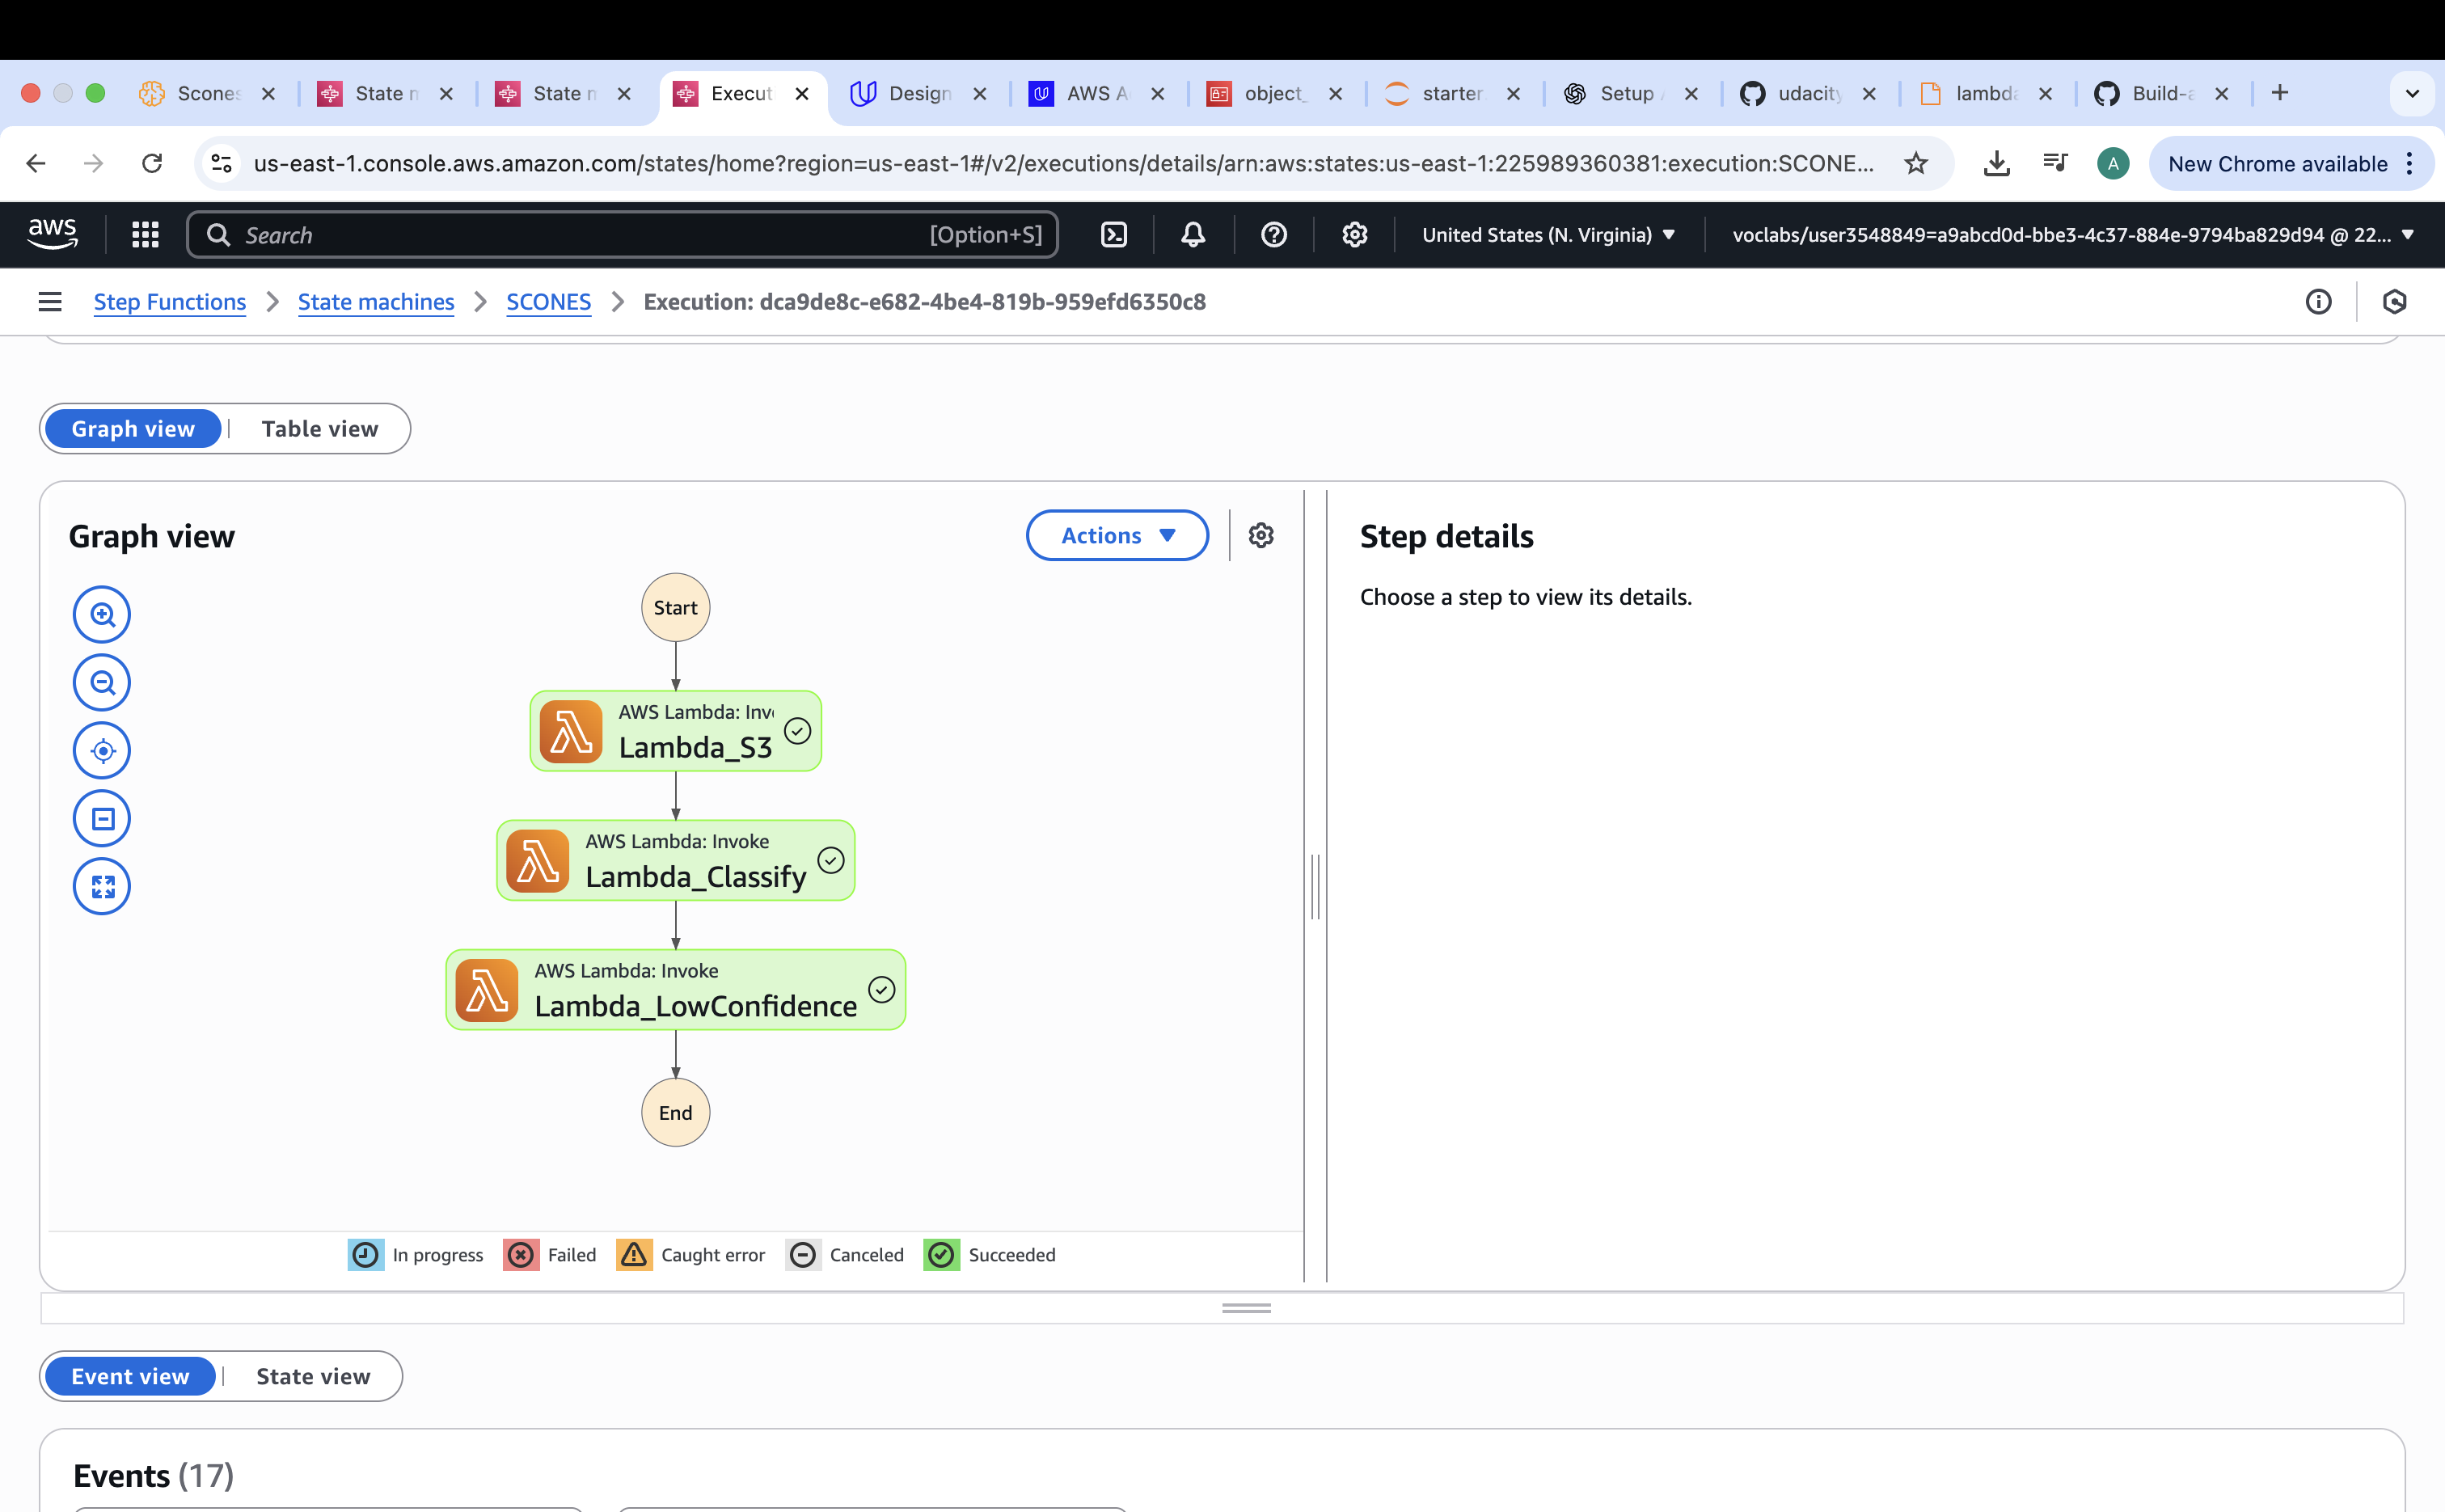 Scones
State m
State m
Execut
Design
AWS A
object_
starter
Setup
udacity
lambda
Build-a
us-east-1.console.aws.amazon.com/states/home?region=us-east-1#/v2/executions/details/arn:aws:states:us-east-1:225989360381:execution:SCONE...
A
New Chrome available
aws
Search
[Option+S]
United States (N. Virginia)
voclabs/user3548849=a9abcd0d-bbe3-4c37-884e-9794ba829d94 @ 22...
Step Functions
State machines
SCONES
Execution: dca9de8c-e682-4be4-819b-959efd6350c8
Graph view
Table view
Graph view
Actions
Step details
Choose a step to view its details.
Start
AWS Lambda: Inv
Lambda_S3
AWS Lambda: Invoke
Lambda_Classify
AWS Lambda: Invoke
Lambda_LowConfidence
End
In progress
Failed
Caught error
Canceled
Succeeded
Event view
State view
Events (17)